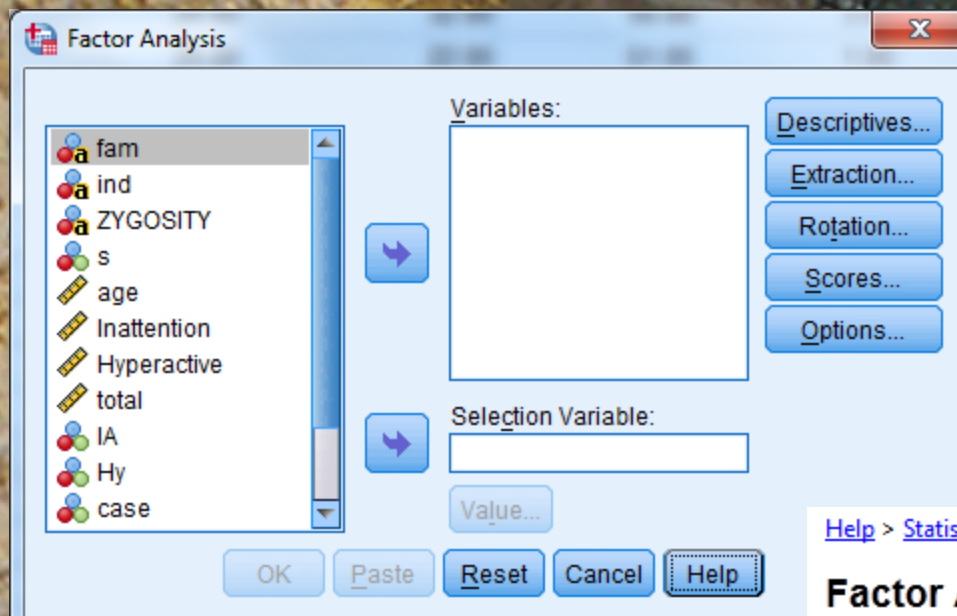 Factor Analysis
Variables:
fam
ind
ZYGOSITY
s
age
Inattention
Hyperactive
total
IA
Hy
case
Descriptives...
Extraction...
Rotation...
Scores...
Options...
Selection Variable:
Value...
OK Paste Reset Cancel Help
Help >
Factor